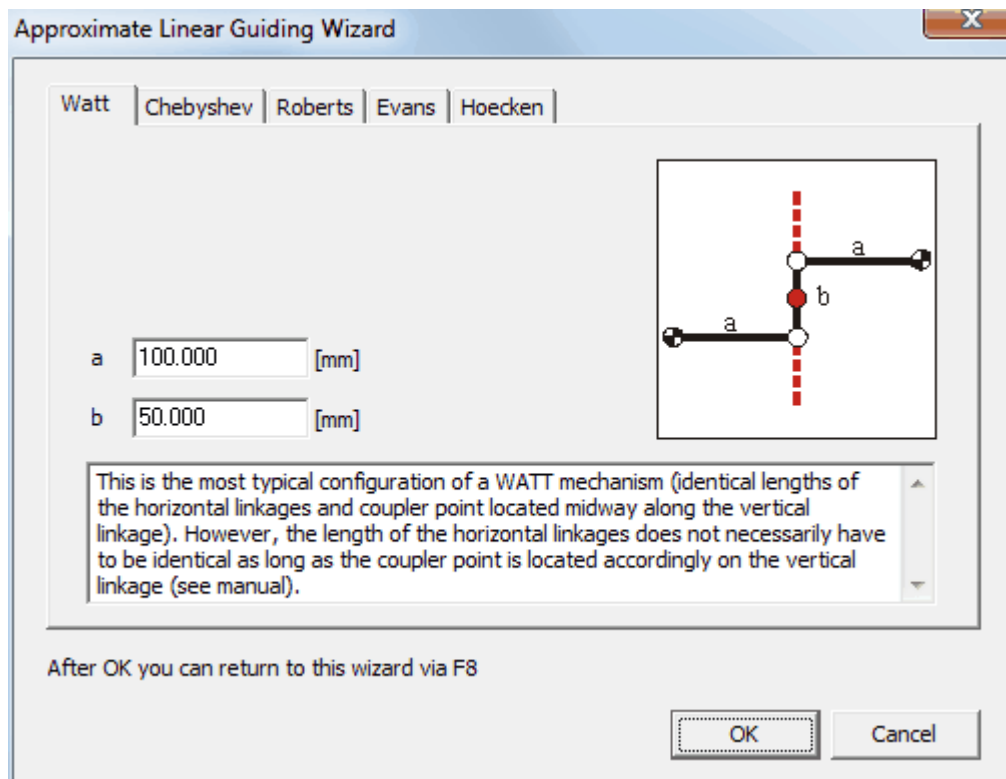 Approximate Linear Guiding Wizard
X
Watt Chebyshev Roberts Evans Hoecken
a
b
a
a 100.000 [mm]
b 50.000 [mm]
This is the most typical configuration of a WATT mechanism (identical lengths of
the horizontal linkages and coupler point located midway along the vertical
linkage). However, the length of the horizontal linkages does not necessarily have
to be identical as long as the coupler point is located accordingly on the vertical
linkage (see manual).
After OK you can return to this wizard via F8
OK Cancel